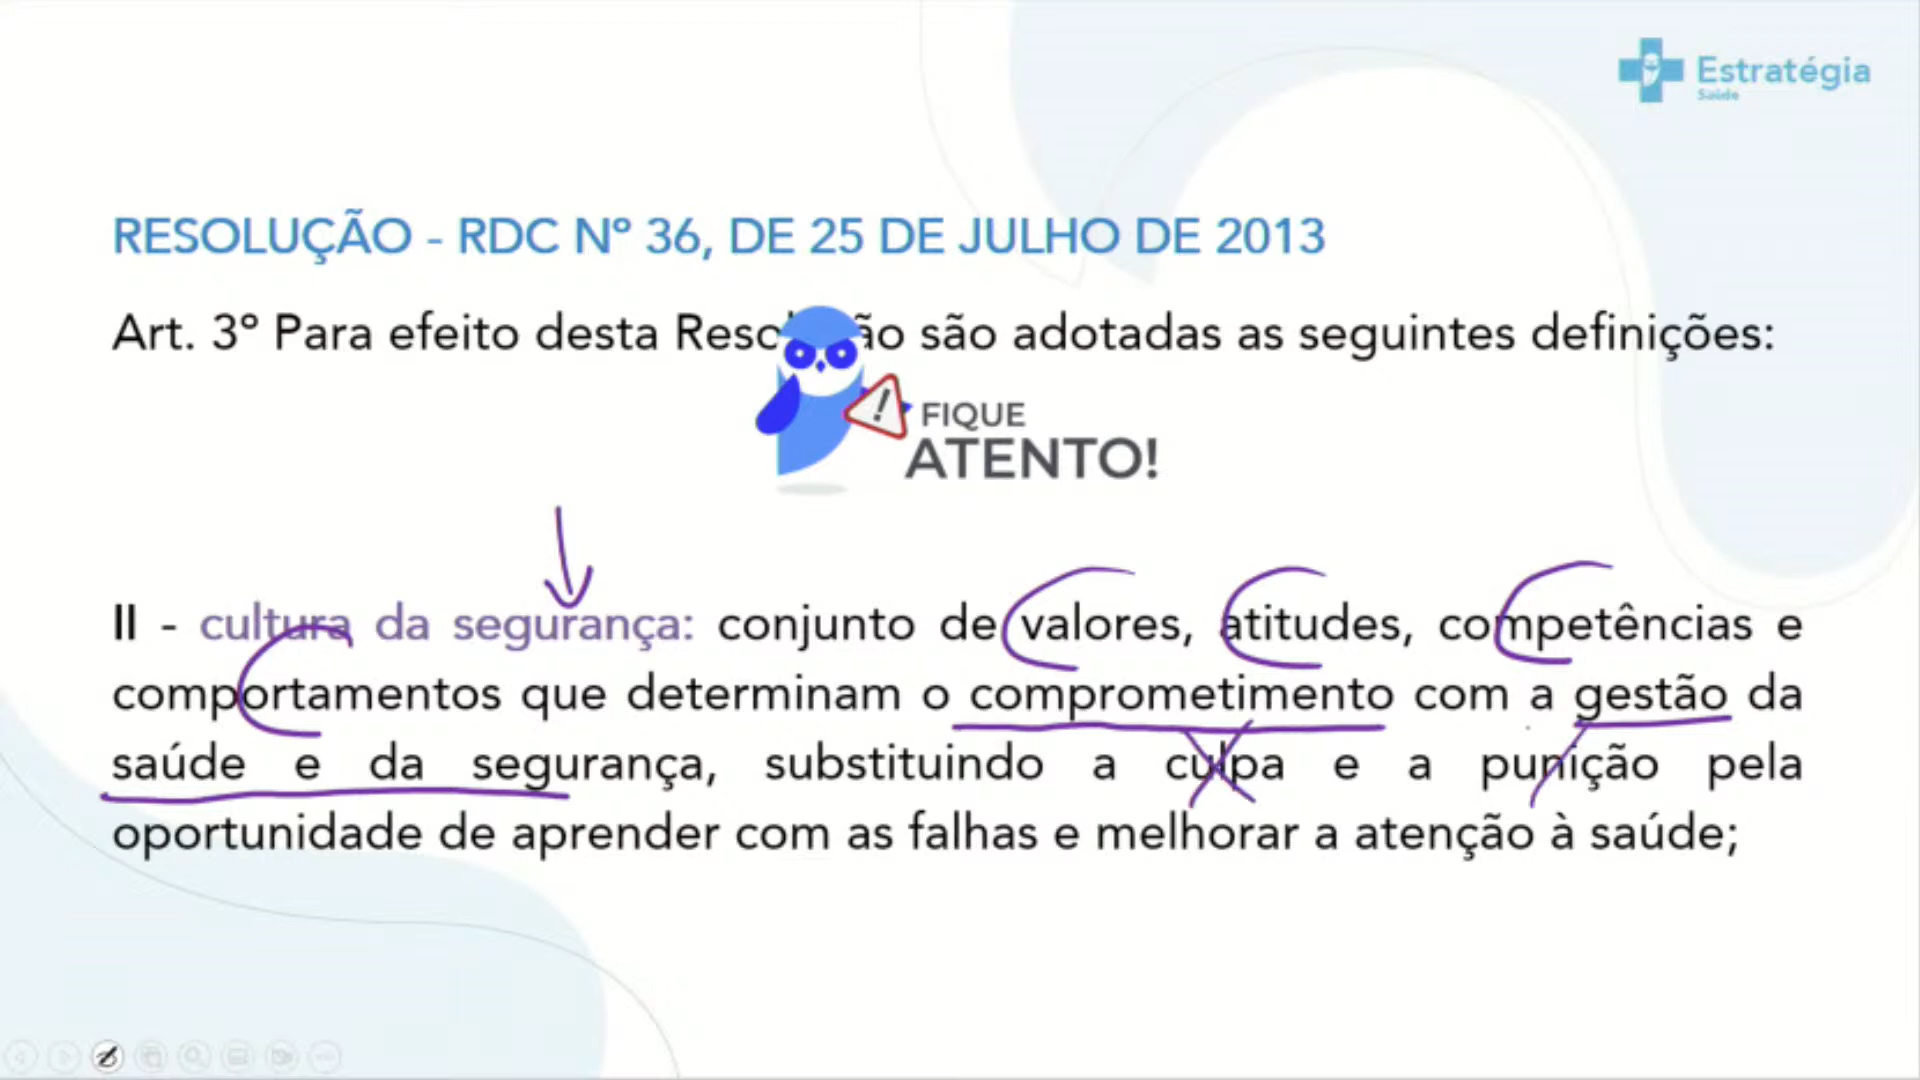 Estratégia
Saúde
RESOLUÇÃO - RDC Nº 36, DE 25 DE JULHO DE 2013
Art. 3º Para efeito desta Resolução são adotadas as seguintes definições:
FIQUE
ATENTO!
II - cultura da segurança: conjunto de valores, atitudes, competências e
comportamentos que determinam o comprometimento com a gestão da
saúde e da segurança, substituindo a culpa e a punição pela
oportunidade de aprender com as falhas e melhorar a atenção à saúde;